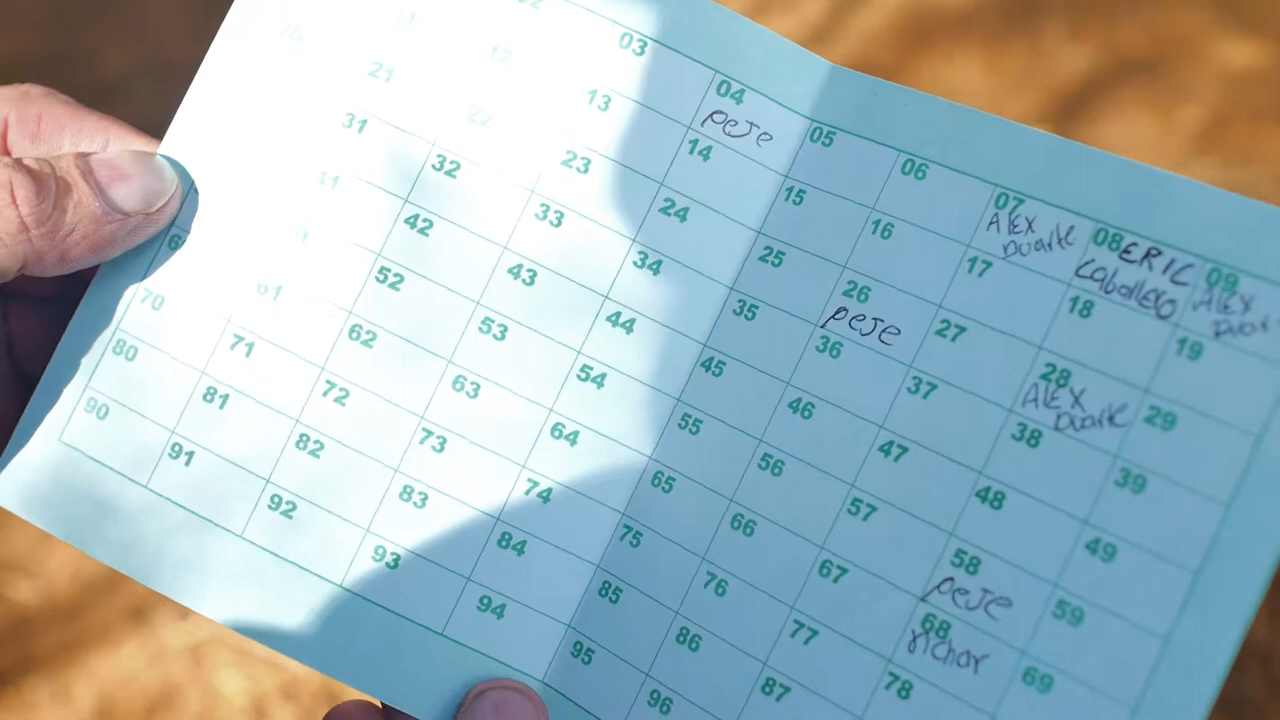 03 04 05 06 07 08 09
peje ALEX Duarte ERIC Caballero ALEX
12 13 14 15 16 17 18 19
21 22 23 24 25 26 27 28 29
peje ALEX Duarte
31 32 33 34 35 36 37 38 39
42 43 44 45 46 47 48 49
52 53 54 55 56 57 58 59
peje
61 62 63 64 65 66 67 68 69
richar
70 71 72 73 74 75 76 77 78
80 81 82 83 84 85 86 87
90 91 92 93 94 95 96